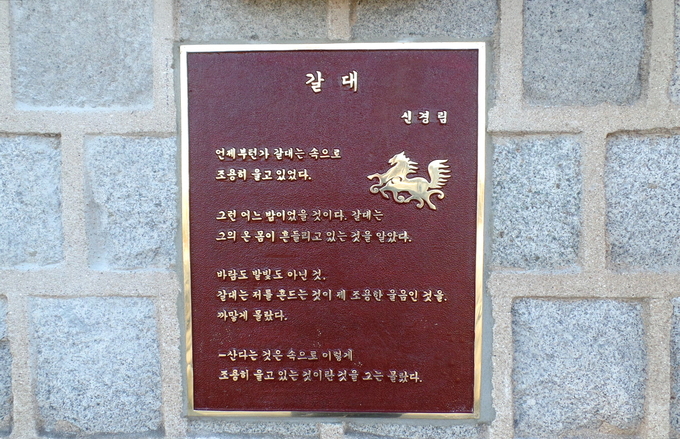 갈대
신경림
언제부턴가 갈대는 속으로
조용히 울고 있었다.
그런 어느 밤이었을 것이다. 갈대는
그의 온 몸이 흔들리고 있는 것을 알았다.
바람도 달빛도 아닌 것,
갈대는 저를 흔드는 것이 제 조용한 울음인 것을
까맣게 몰랐다.
—산다는 것은 속으로 이렇게
조용히 울고 있는 것이란 것을 그는 몰랐다.